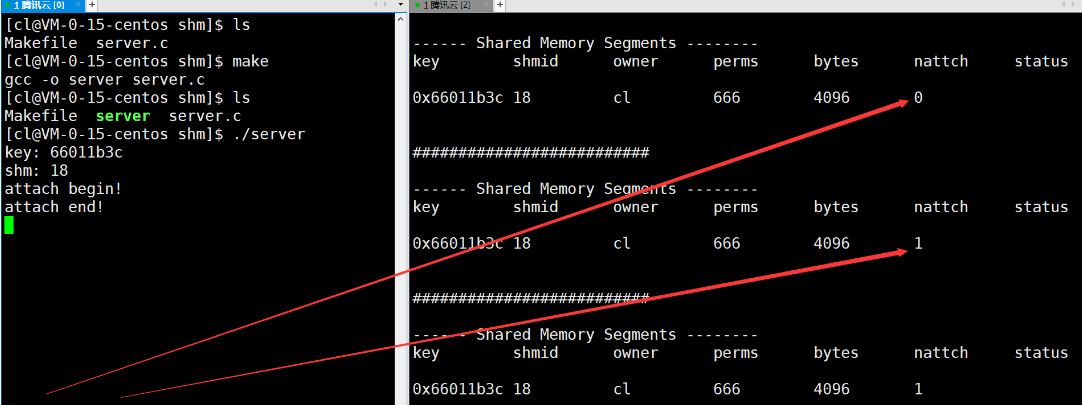 1 腾讯云 [0]
[cl@VM-0-15-centos shm]$ ls
Makefile  server.c
[cl@VM-0-15-centos shm]$ make
gcc -o server server.c
[cl@VM-0-15-centos shm]$ ls
Makefile  server  server.c
[cl@VM-0-15-centos shm]$ ./server
key: 66011b3c
shm: 18
attach begin!
attach end!
1 腾讯云 [2]
------ Shared Memory Segments --------
key        shmid      owner      perms      bytes      nattch     status
0x66011b3c 18         cl         666        4096       0
##########################
------ Shared Memory Segments --------
key        shmid      owner      perms      bytes      nattch     status
0x66011b3c 18         cl         666        4096       1
##########################
------ Shared Memory Segments --------
key        shmid      owner      perms      bytes      nattch     status
0x66011b3c 18         cl         666        4096       1